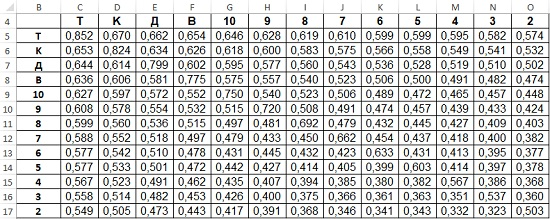 B C D E F G H I J K L M N O
4 Т К Д В 10 9 8 7 6 5 4 3 2
5 Т 0,852 0,670 0,662 0,654 0,646 0,628 0,619 0,610 0,599 0,599 0,595 0,582 0,574
6 К 0,653 0,824 0,634 0,626 0,618 0,600 0,583 0,575 0,566 0,558 0,549 0,541 0,532
7 Д 0,644 0,614 0,799 0,602 0,595 0,577 0,560 0,543 0,536 0,528 0,519 0,510 0,502
8 В 0,636 0,606 0,581 0,775 0,575 0,557 0,540 0,523 0,506 0,500 0,491 0,482 0,474
9 10 0,627 0,597 0,572 0,552 0,750 0,540 0,523 0,506 0,489 0,472 0,465 0,457 0,448
10 9 0,608 0,578 0,554 0,532 0,515 0,720 0,508 0,491 0,474 0,457 0,439 0,433 0,424
11 8 0,599 0,560 0,536 0,515 0,497 0,481 0,692 0,479 0,432 0,445 0,427 0,409 0,403
12 7 0,588 0,552 0,518 0,497 0,479 0,433 0,450 0,662 0,454 0,437 0,418 0,400 0,382
13 6 0,577 0,542 0,510 0,478 0,431 0,445 0,432 0,423 0,633 0,431 0,413 0,395 0,377
14 5 0,577 0,533 0,501 0,472 0,442 0,427 0,414 0,405 0,399 0,603 0,414 0,397 0,378
15 4 0,567 0,523 0,491 0,462 0,435 0,407 0,394 0,385 0,380 0,382 0,567 0,386 0,368
16 3 0,558 0,514 0,482 0,453 0,426 0,400 0,375 0,366 0,361 0,363 0,351 0,537 0,360
17 2 0,549 0,505 0,473 0,443 0,417 0,391 0,368 0,346 0,341 0,343 0,332 0,323 0,503